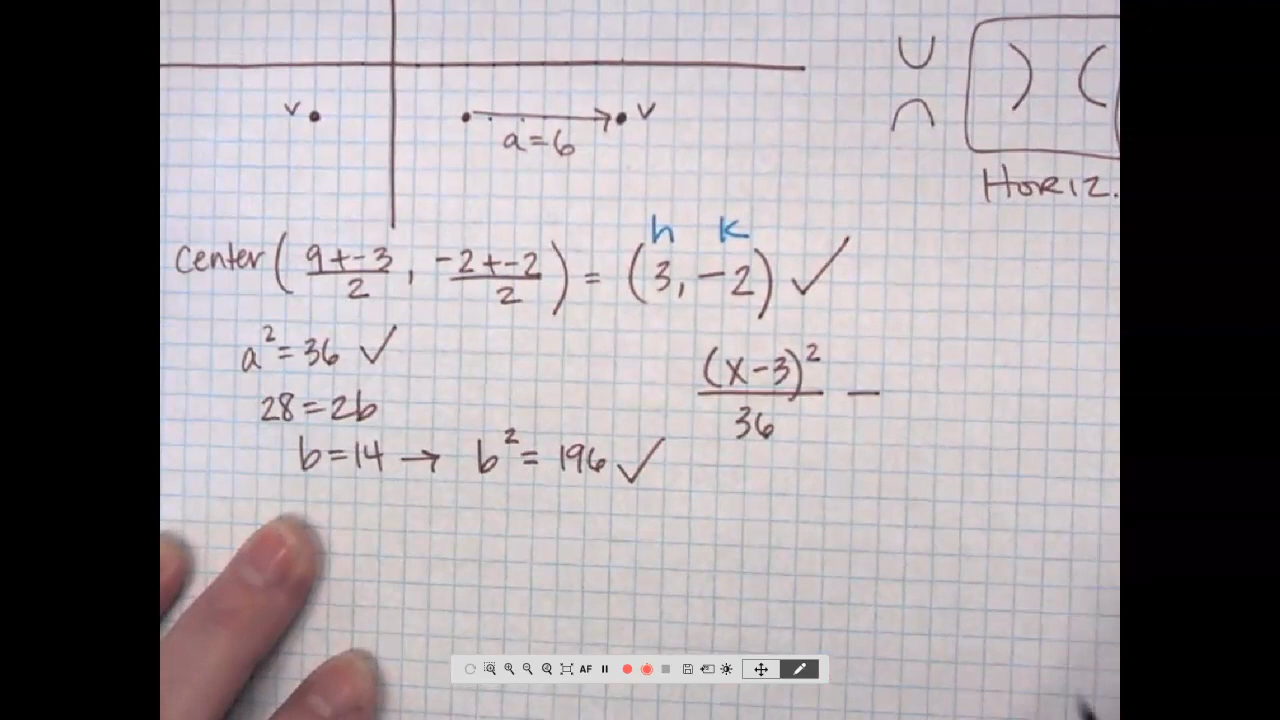 v v
a=6
HORIZ.
h k
Center ( 9+-3/2 , -2+-2/2 ) = (3, -2) ✓
a² = 36 ✓
(x-3)²/36 −
28 = 2b
b = 14 → b² = 196 ✓
AF